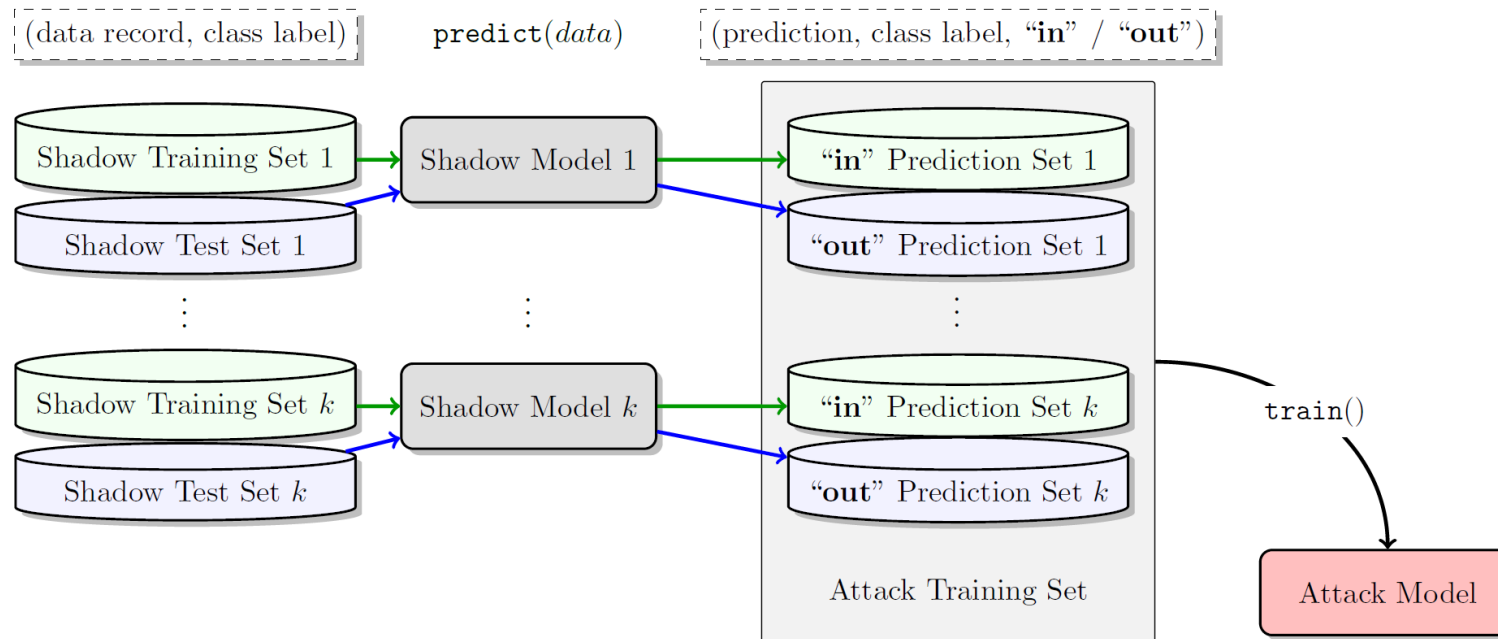 (data record, class label)
predict(data)
(prediction, class label, “in” / “out”)
Shadow Training Set 1
Shadow Model 1
“in” Prediction Set 1
Shadow Test Set 1
“out” Prediction Set 1
⋮
⋮
⋮
Shadow Training Set k
Shadow Model k
“in” Prediction Set k
train()
Shadow Test Set k
“out” Prediction Set k
Attack Training Set
Attack Model